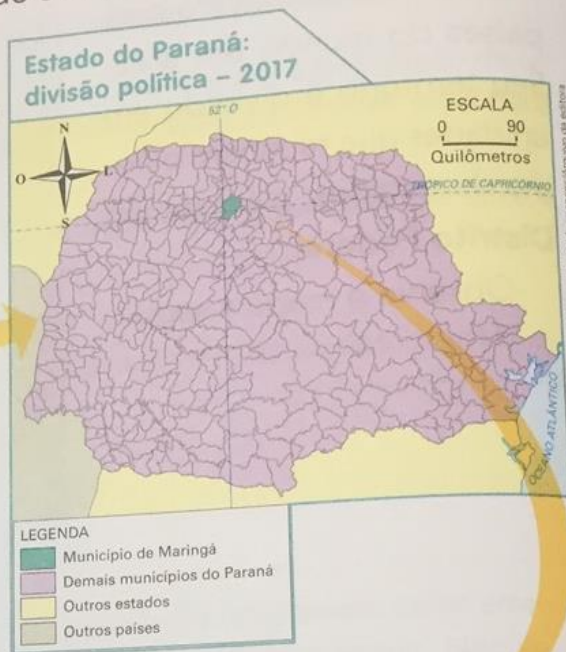 Estado do Paraná:
divisão política – 2017
52° O
ESCALA
0 90
Quilômetros
N
O L
S
TRÓPICO DE CAPRICÓRNIO
OCEANO ATLÂNTICO
LEGENDA
Município de Maringá
Demais municípios do Paraná
Outros estados
Outros países